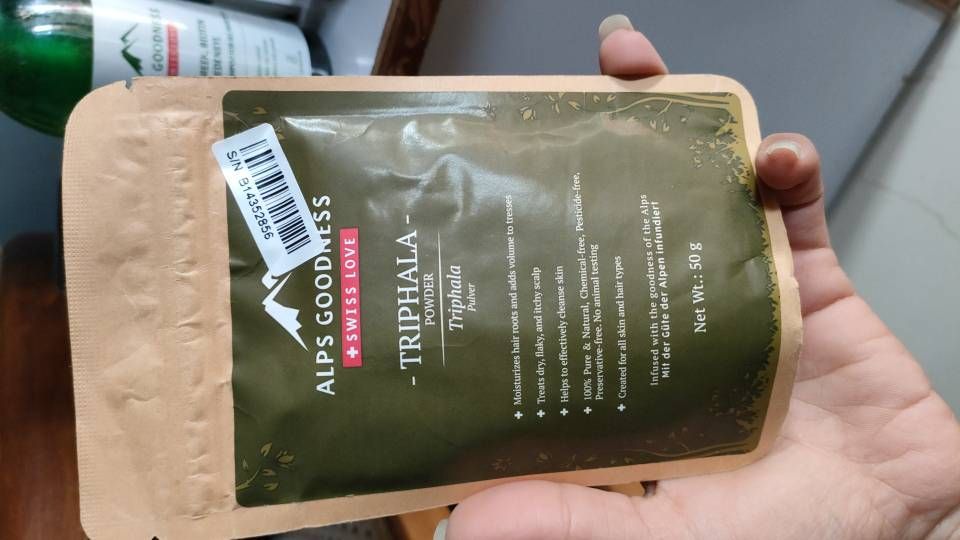 ALPS GOODNESS
SWISS LOVE
- TRIPHALA -
POWDER
Triphala
Pulver
Moisturizes hair roots and adds volume to tresses
Treats dry, flaky, and itchy scalp
Helps to effectively cleanse skin
100% Pure & Natural, Chemical-free, Pesticide-free,
Preservative-free. No animal testing
Created for all skin and hair types
Infused with the goodness of the Alps
Mit der Güte der Alpen infundiert
Net Wt.: 50 g
S/N B14352856
GOODNESS